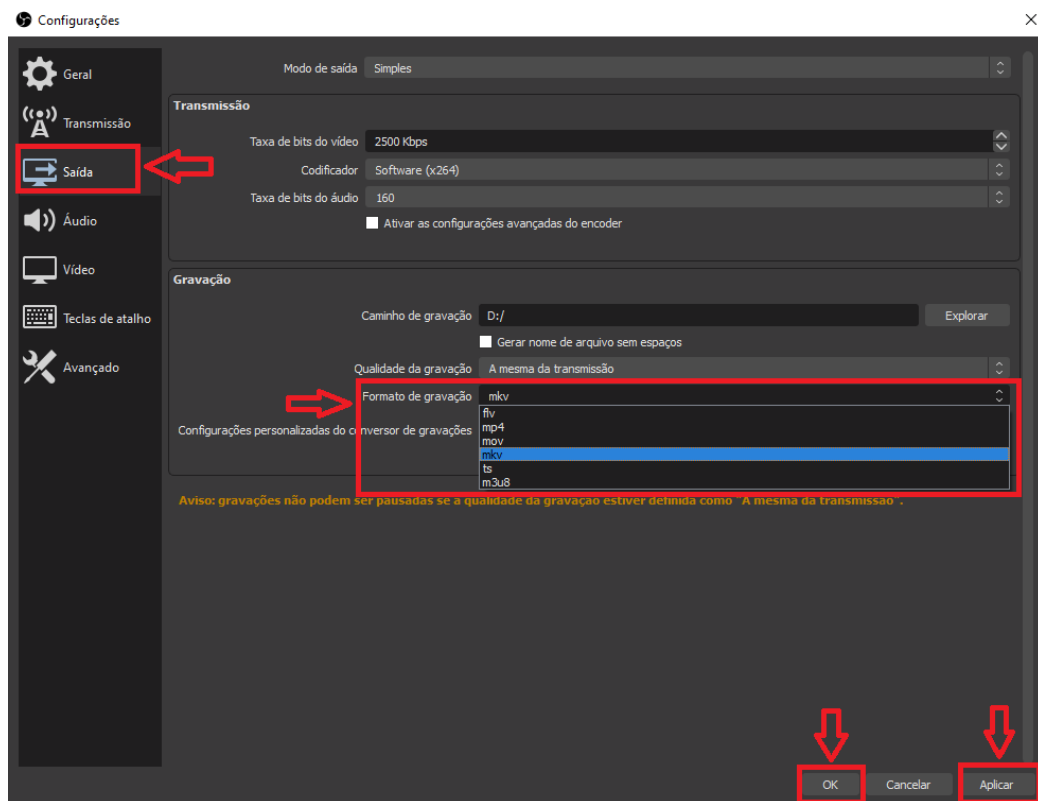 Configurações
Geral
Transmissão
Saída
Áudio
Vídeo
Teclas de atalho
Avançado
Modo de saída Simples
Transmissão
Taxa de bits do vídeo 2500 Kbps
Codificador Software (x264)
Taxa de bits do áudio 160
Ativar as configurações avançadas do encoder
Gravação
Caminho de gravação D:/ Explorar
Gerar nome de arquivo sem espaços
Qualidade da gravação A mesma da transmissão
Formato de gravação mkv
flv
Configurações personalizadas do conversor de gravações mp4
mov
mkv
ts
m3u8
Aviso: gravações não podem ser pausadas se a qualidade da gravação estiver definida como "A mesma da transmissão".
OK Cancelar Aplicar